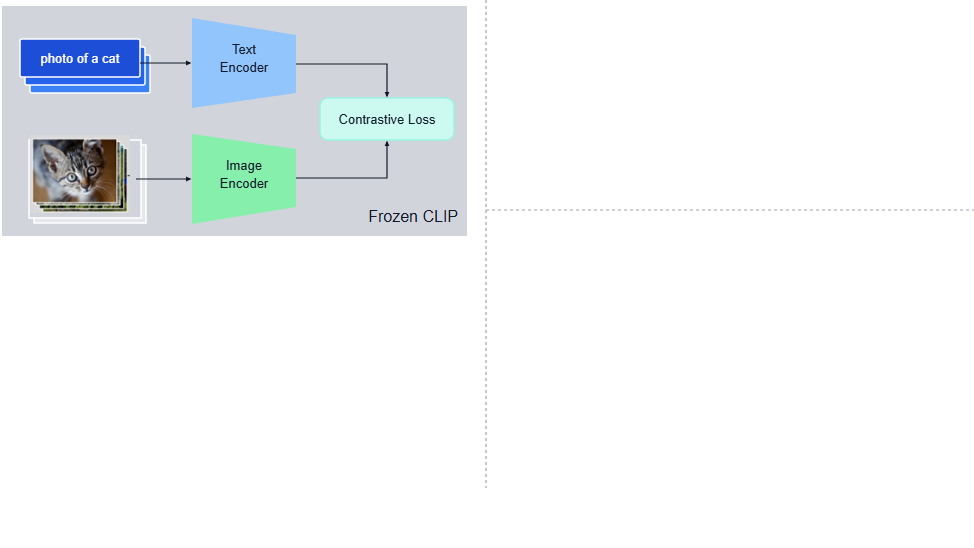 photo of a cat
Text
Encoder
Contrastive Loss
Image
Encoder
Frozen CLIP